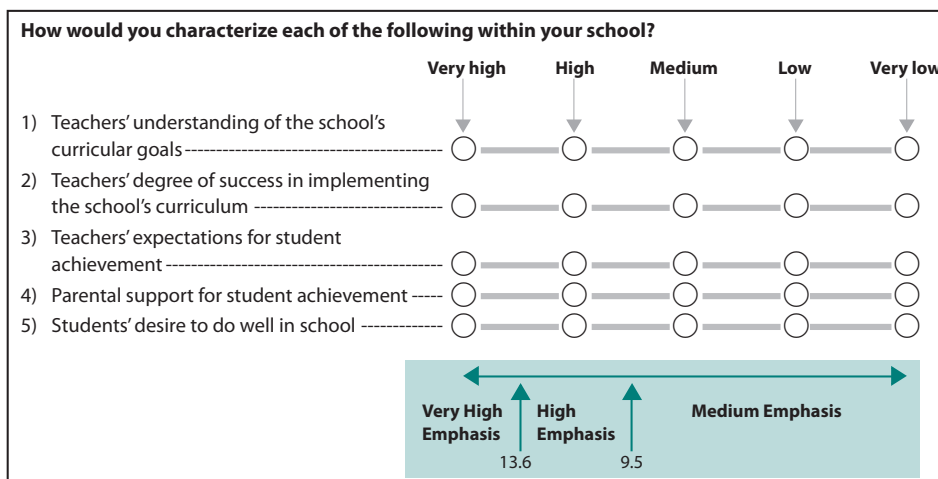 How would you characterize each of the following within your school?
Very high High Medium Low Very low
1) Teachers’ understanding of the school’s
curricular goals
2) Teachers’ degree of success in implementing
the school’s curriculum
3) Teachers’ expectations for student
achievement
4) Parental support for student achievement
5) Students’ desire to do well in school
Very High High Medium Emphasis
Emphasis Emphasis
13.6 9.5